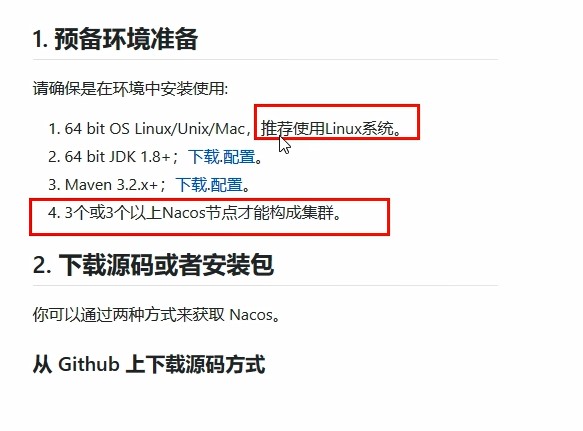 1. 预备环境准备
请确保是在环境中安装使用:
1. 64 bit OS Linux/Unix/Mac，推荐使用Linux系统。
2. 64 bit JDK 1.8+；下载.配置。
3. Maven 3.2.x+；下载.配置。
4. 3个或3个以上Nacos节点才能构成集群。
2. 下载源码或者安装包
你可以通过两种方式来获取 Nacos。
从 Github 上下载源码方式